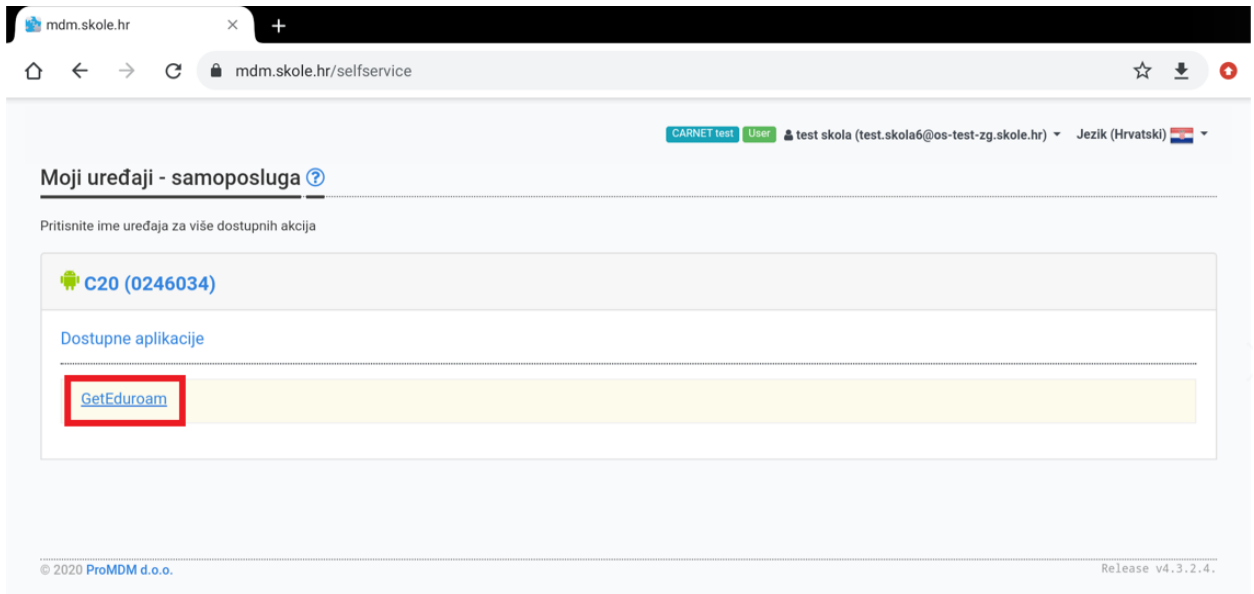 mdm.skole.hr
mdm.skole.hr/selfservice
CARNET test User test skola (test.skola6@os-test-zg.skole.hr) Jezik (Hrvatski)
Moji uređaji - samoposluga ?
Pritisnite ime uređaja za više dostupnih akcija
C20 (0246034)
Dostupne aplikacije
GetEduroam
© 2020 ProMDM d.o.o. Release v4.3.2.4.